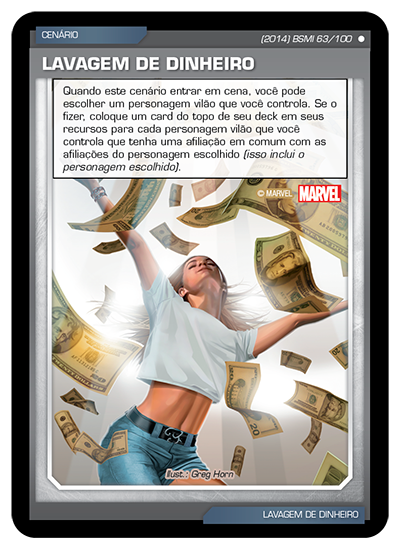 CENÁRIO
(2014) BSMI 63/100 ●
LAVAGEM DE DINHEIRO
Quando este cenário entrar em cena, você pode
escolher um personagem vilão que você controla. Se o
fizer, coloque um card do topo de seu deck em seus
recursos para cada personagem vilão que você
controla que tenha uma afiliação em comum com as
afiliações do personagem escolhido (isso inclui o
personagem escolhido).
© MARVEL MARVEL
20
20
Illust.: Greg Horn
LAVAGEM DE DINHEIRO